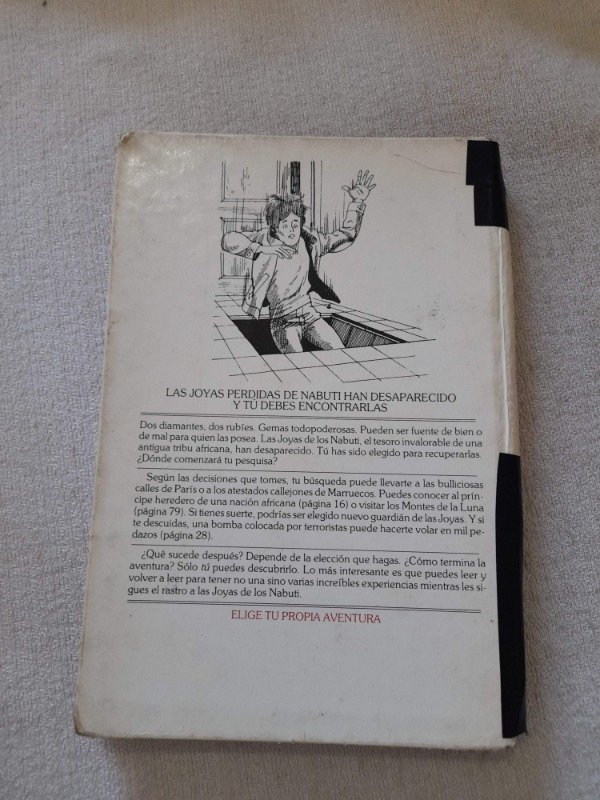 LAS JOYAS PERDIDAS DE NABUTI HAN DESAPARECIDO
Y TÚ DEBES ENCONTRARLAS
Dos diamantes, dos rubíes. Gemas todopoderosas. Pueden ser fuente de bien o
de mal para quien las posea. Las Joyas de los Nabuti, el tesoro invalorable de una
antigua tribu africana, han desaparecido. Tú has sido elegido para recuperarlas.
¿Dónde comenzará tu pesquisa?
Según las decisiones que tomes, tu búsqueda puede llevarte a las bulliciosas
calles de París o a los atestados callejones de Marruecos. Puedes conocer al prín-
cipe heredero de una nación africana (página 16) o visitar los Montes de la Luna
(página 79). Si tienes suerte, podrías ser elegido nuevo guardián de las Joyas. Y si
te descuidas, una bomba colocada por terroristas puede hacerte volar en mil pe-
dazos (página 28).
¿Qué sucede después? Depende de la elección que hagas. ¿Cómo termina la
aventura? Sólo tú puedes descubrirlo. Lo más interesante es que puedes leer y
volver a leer para tener no una sino varias increíbles experiencias mientras les si-
gues el rastro a las Joyas de los Nabuti.
ELIGE TU PROPIA AVENTURA